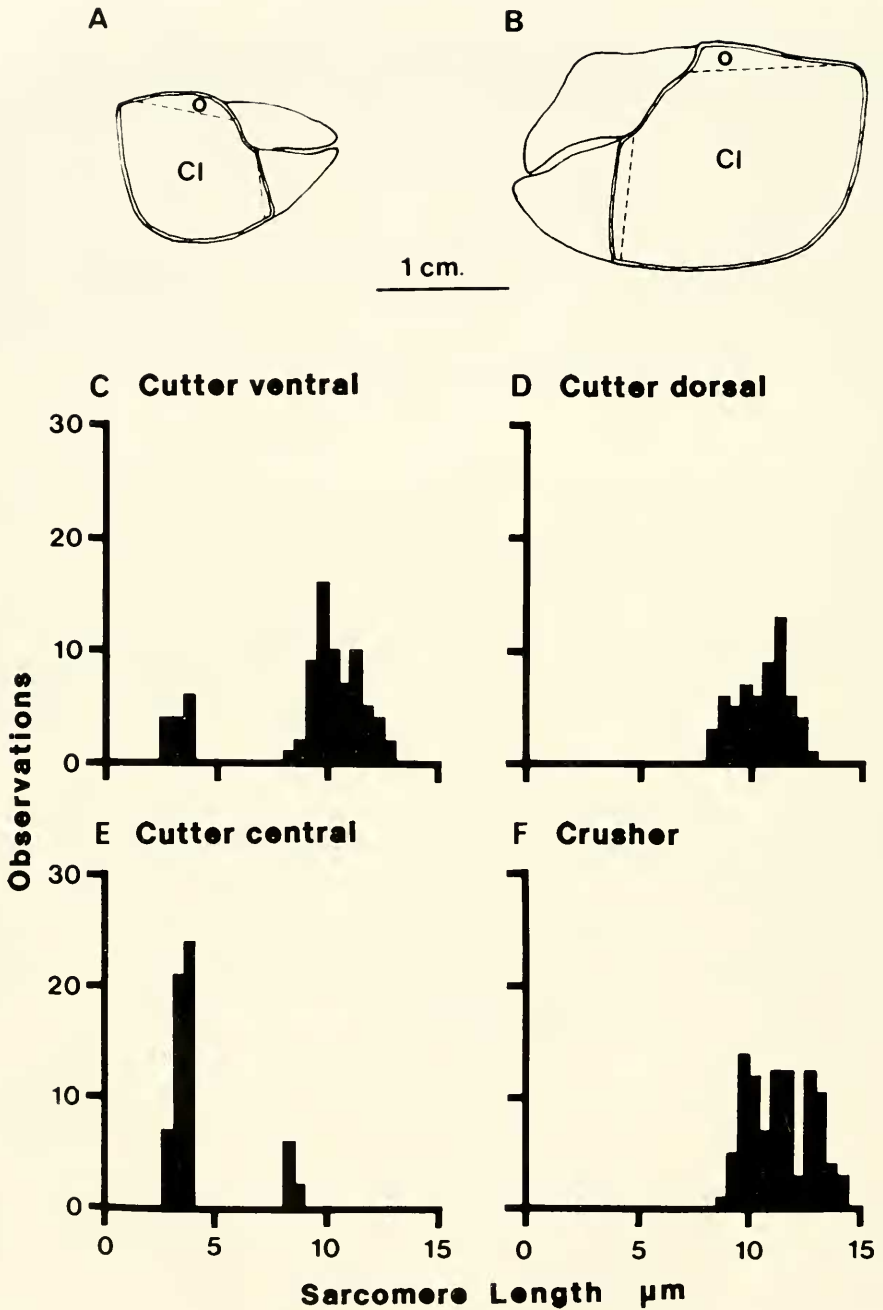 A
B
O
O
Cl
Cl
1 cm.
C Cutter ventral
D Cutter dorsal
30
20
10
0
Observations
E Cutter central
F Crusher
30
20
10
0
0 5 10 15
0 5 10 15
Sarcomere Length µm